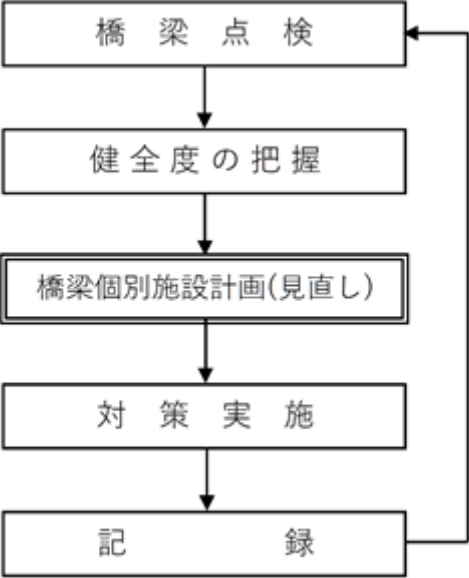 橋梁点検
健全度の把握
橋梁個別施設計画(見直し)
対策実施
記録